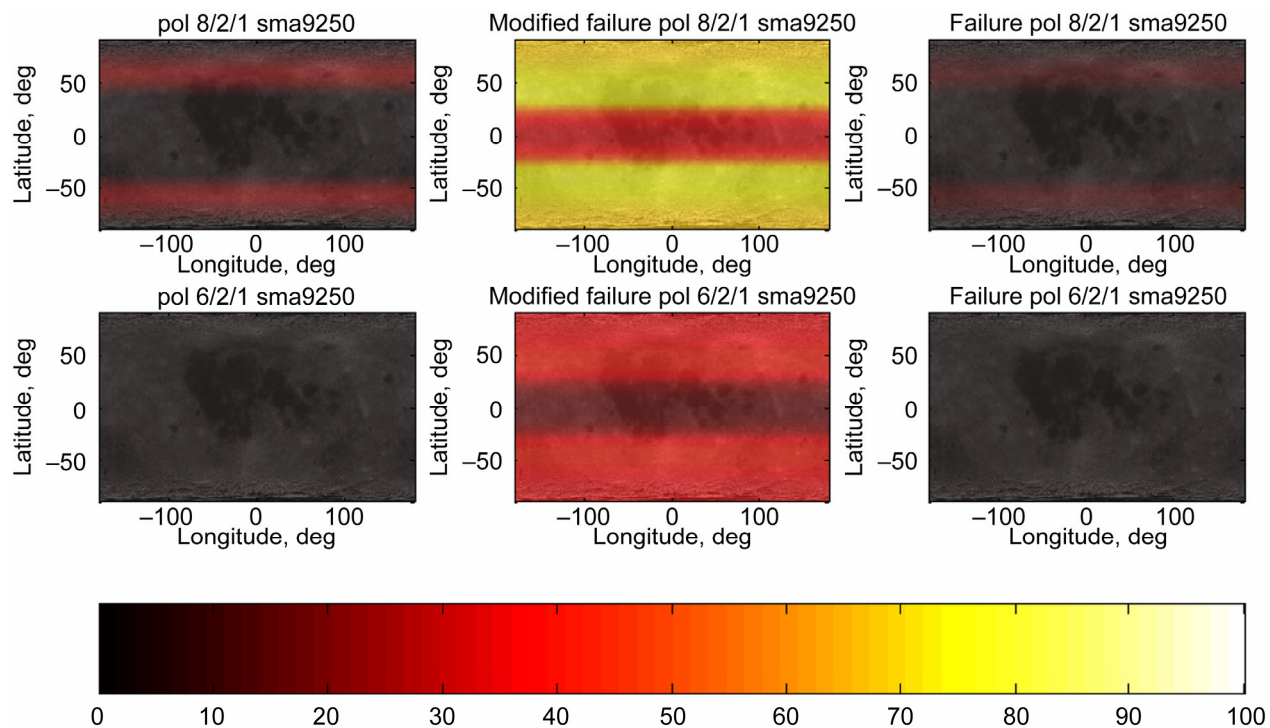 pol 8/2/1 sma9250 Modified failure pol 8/2/1 sma9250 Failure pol 8/2/1 sma9250
Latitude, deg Latitude, deg Latitude, deg
50 50 50
0 0 0
–50 –50 –50
–100 0 100 –100 0 100 –100 0 100
Longitude, deg Longitude, deg Longitude, deg
pol 6/2/1 sma9250 Modified failure pol 6/2/1 sma9250 Failure pol 6/2/1 sma9250
Latitude, deg Latitude, deg Latitude, deg
50 50 50
0 0 0
–50 –50 –50
–100 0 100 –100 0 100 –100 0 100
Longitude, deg Longitude, deg Longitude, deg
0 10 20 30 40 50 60 70 80 90 100